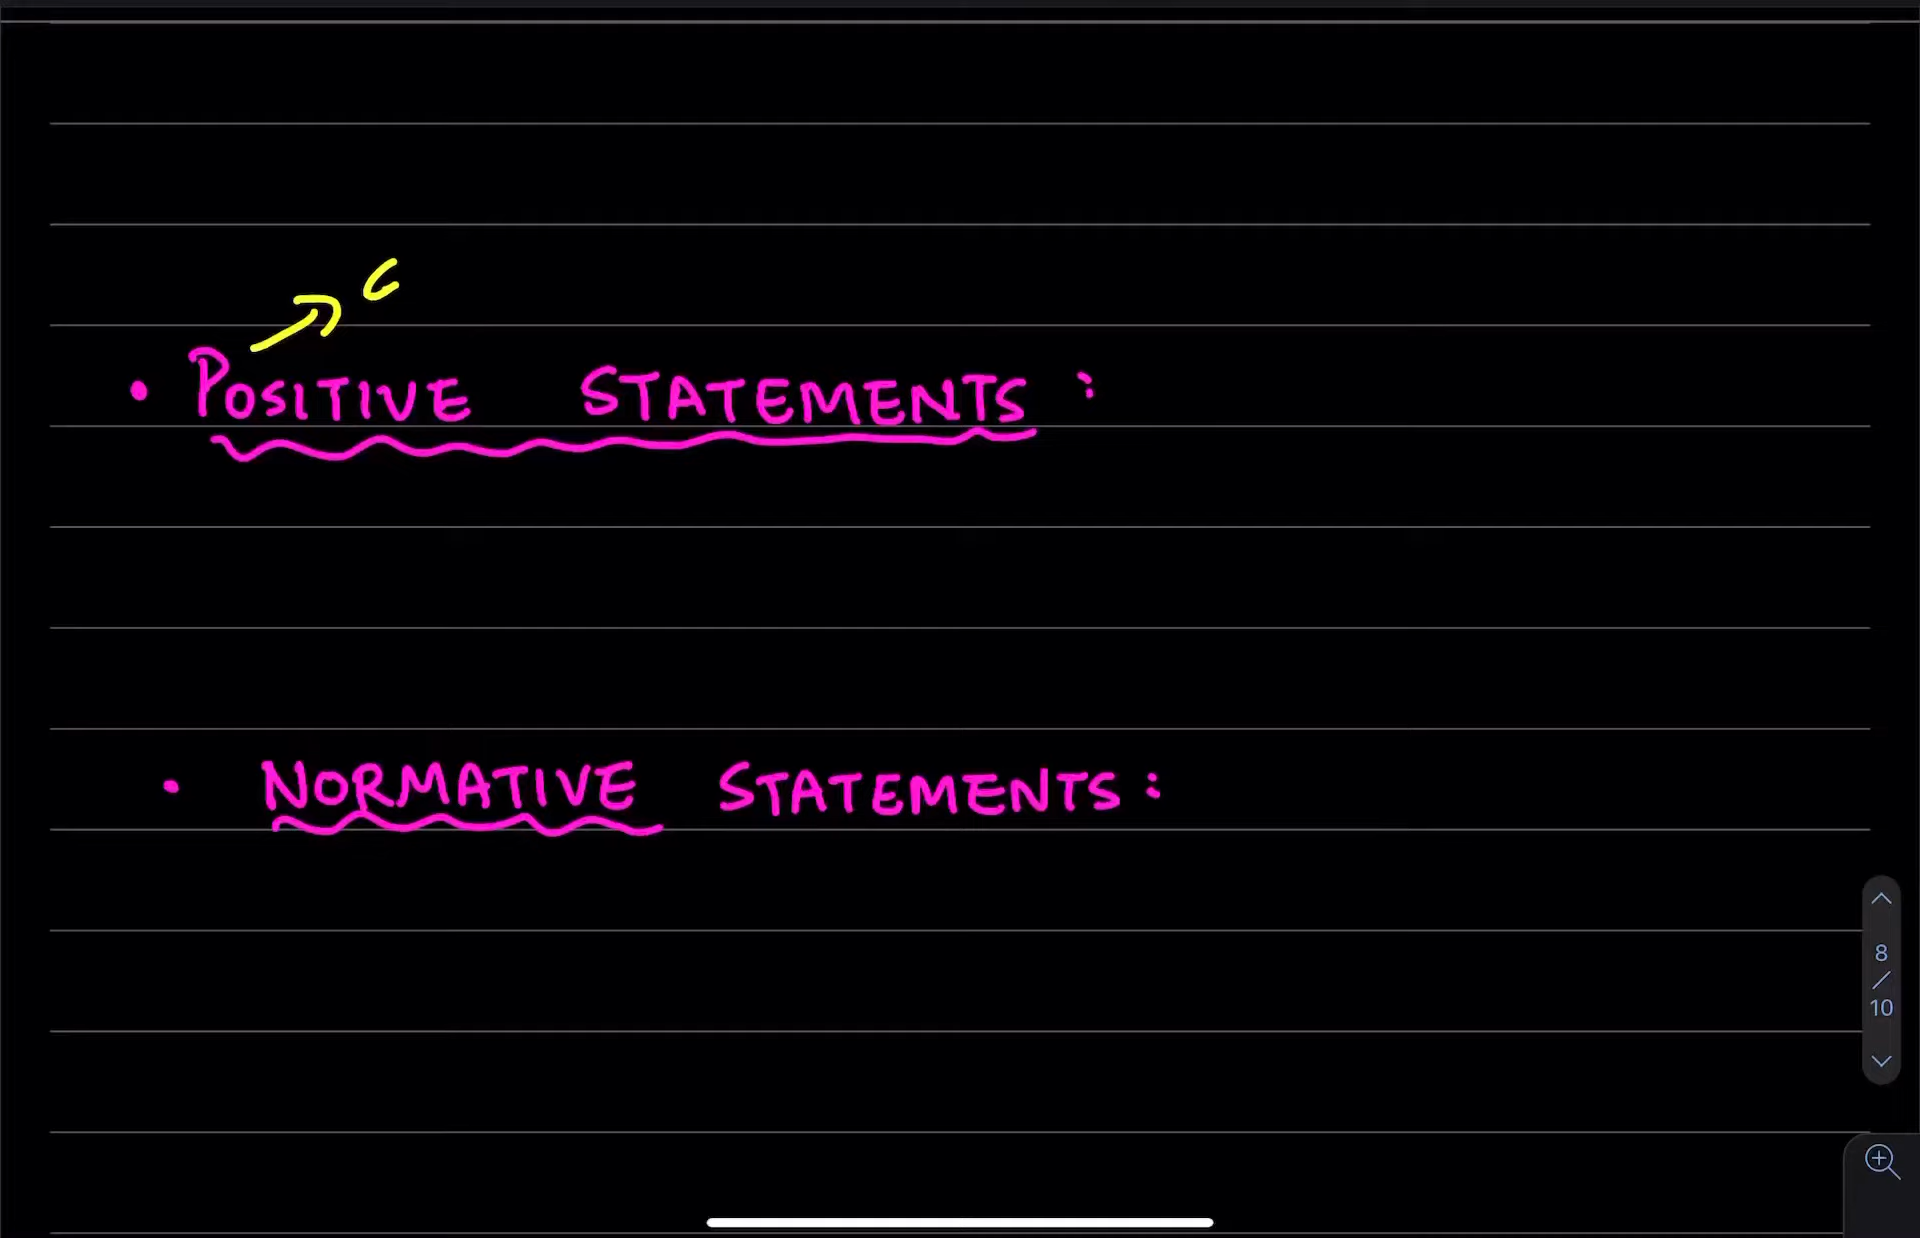 C
• POSITIVE STATEMENTS :
• NORMATIVE STATEMENTS :
8
/
10